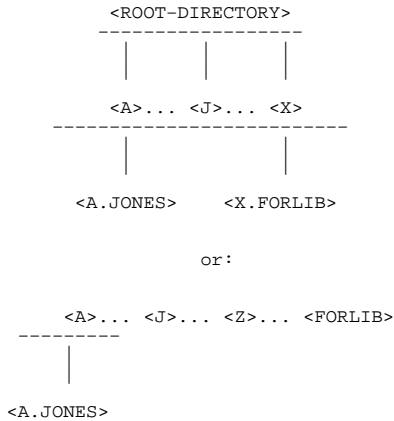 <ROOT-DIRECTORY>
<A>... <J>... <X>
<A.JONES> <X.FORLIB>
or:
<A>... <J>... <Z>... <FORLIB>
<A.JONES>